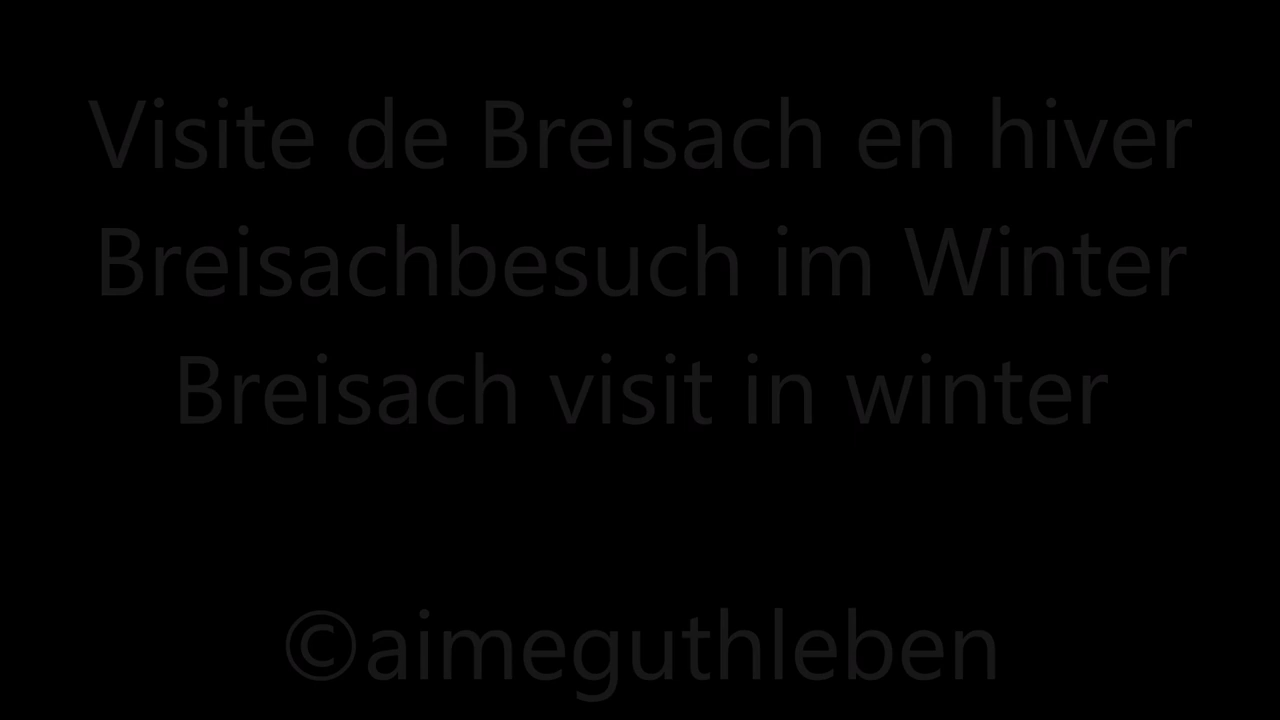 Visite de Breisach en hiver
Breisachbesuch im Winter
Breisach visit in winter
©aimeguthleben